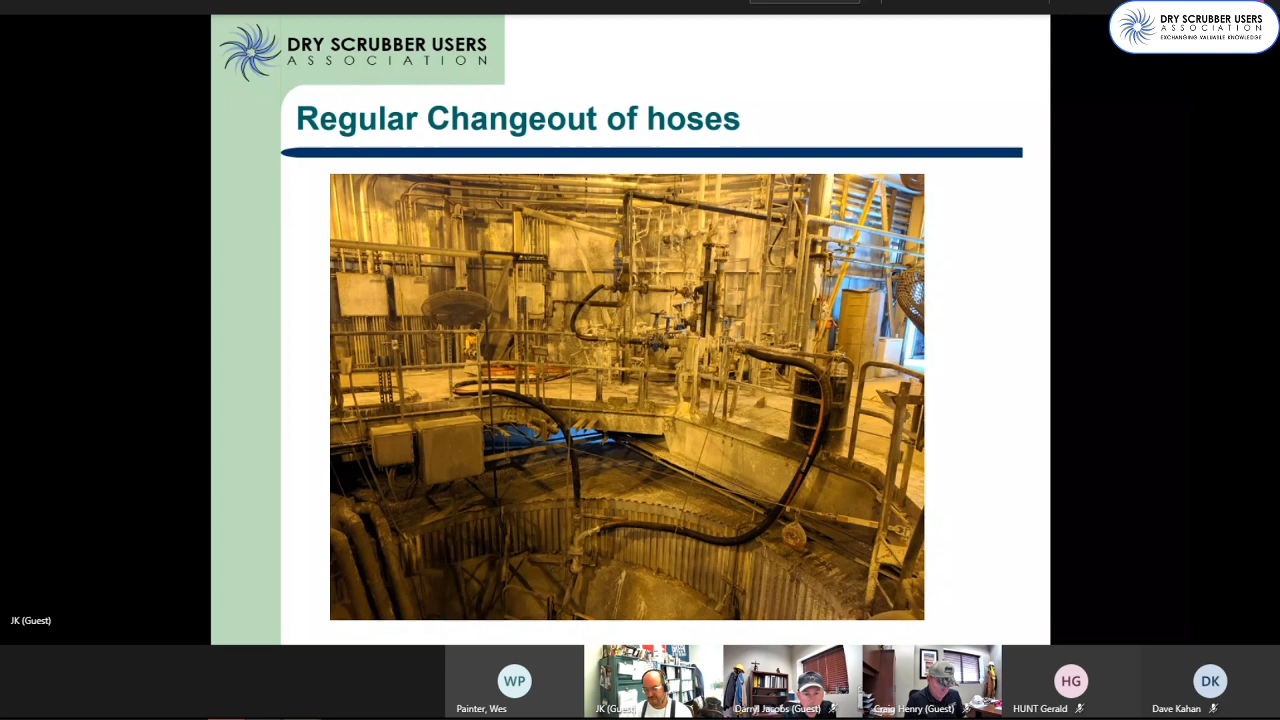 DRY SCRUBBER USERS
ASSOCIATION
DRY SCRUBBER USERS
ASSOCIATION
EXCHANGING VALUABLE KNOWLEDGE
Regular Changeout of hoses
JK (Guest)
WP
HG
DK
Painter, Wes
JK (Guest)
Darryl Jacobs (Guest)
Craig Henry (Guest)
HUNT Gerald
Dave Kahan